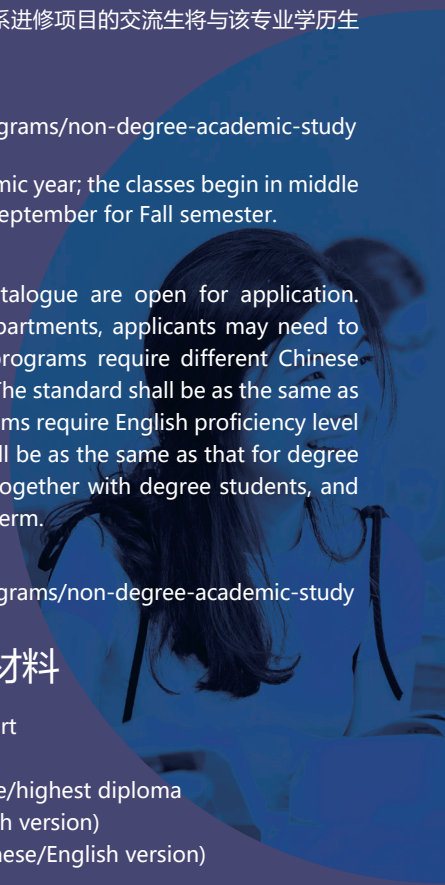 系进修项目的交流生将与该专业学历生
grams/non-degree-academic-study
mic year; the classes begin in middle
eptember for Fall semester.
talogue are open for application.
partments, applicants may need to
programs require different Chinese
The standard shall be as the same as
ms require English proficiency level
ll be as the same as that for degree
together with degree students, and
erm.
grams/non-degree-academic-study
材料
rt
e/highest diploma
h version)
nese/English version)